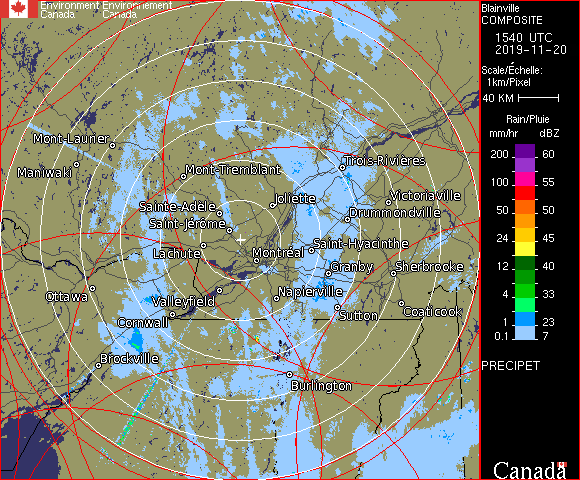 Environment Environnement
Canada Canada
Blainville
COMPOSITE
1540 UTC
2019-11-20
Scale/Échelle:
1km/Pixel
40 KM
Rain/Pluie
mm/hr dBZ
200 60
100 55
50 50
24 45
12 40
4 33
1 23
0.1 7
PRECIPET
Canada
Mont-Laurier
Maniwaki
Mont-Tremblant
Trois-Rivières
Joliette
Victoriaville
Sainte-Adèle
Drummondville
Saint-Jérôme
Lachute
Montréal
Saint-Hyacinthe
Granby
Sherbrooke
Ottawa
Valleyfield
Napierville
Cornwall
Sutton
Coaticook
Brockville
Burlington